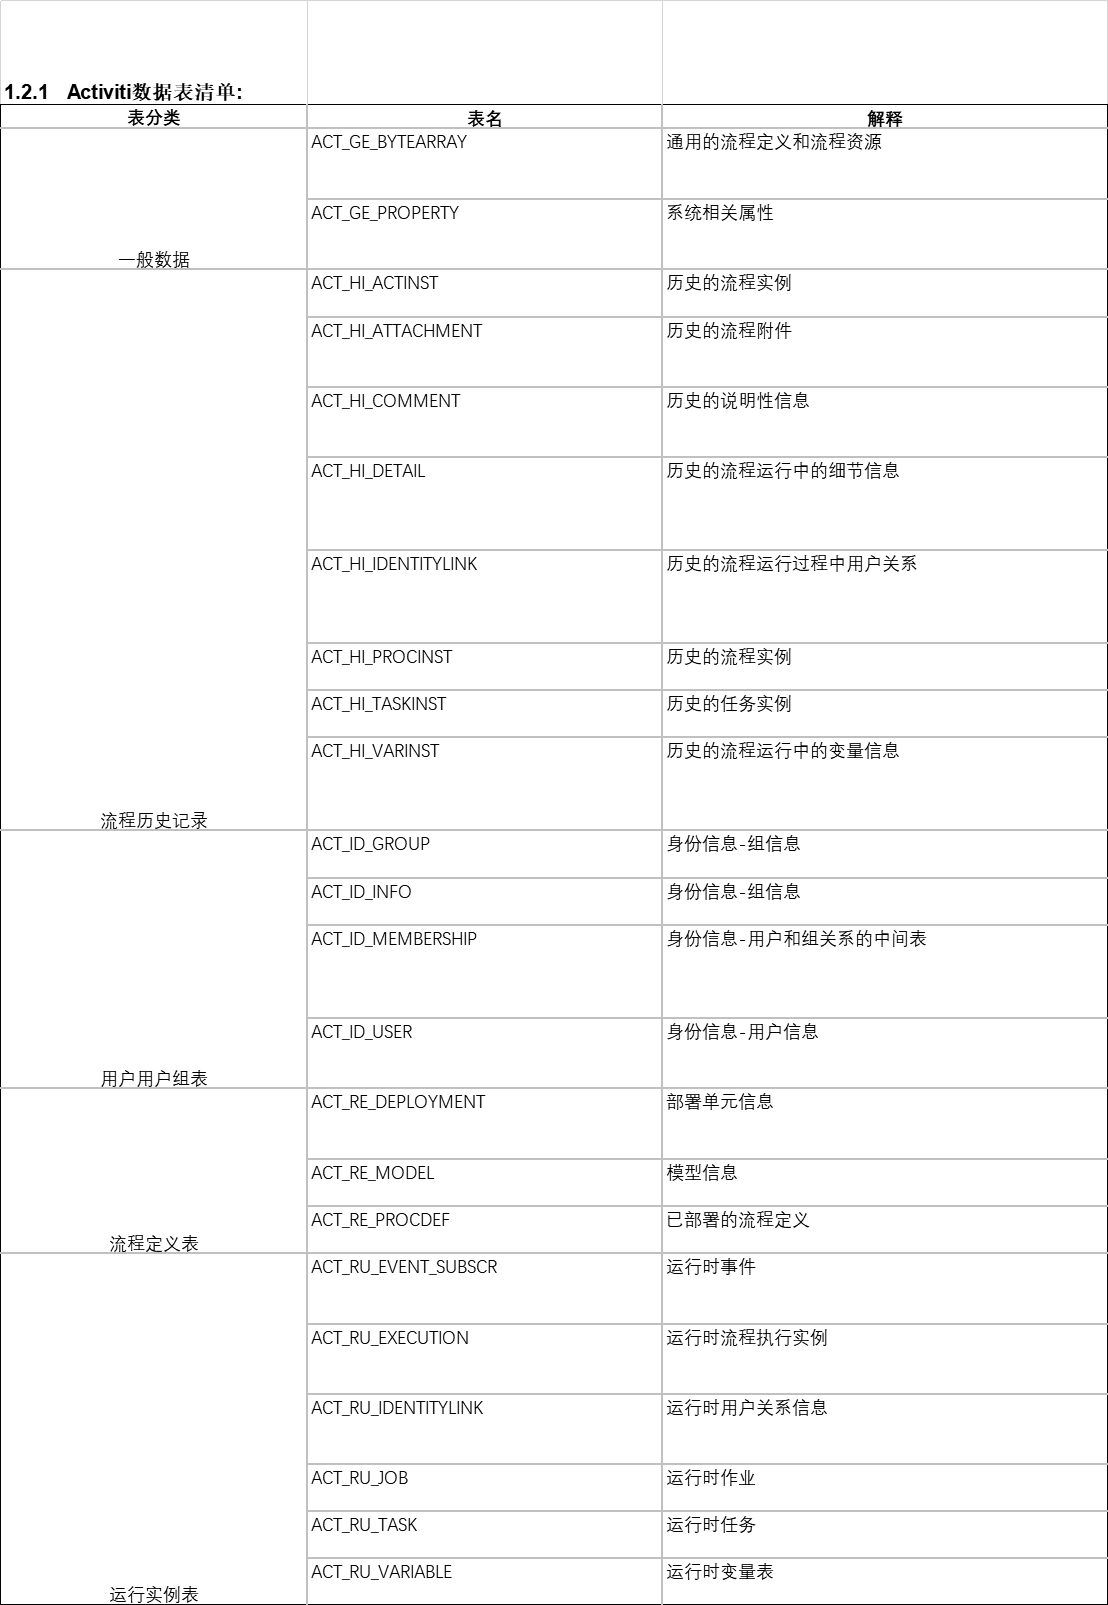 1.2.1 Activiti数据表清单:
表分类 表名 解释
ACT_GE_BYTEARRAY 通用的流程定义和流程资源
ACT_GE_PROPERTY 系统相关属性
一般数据
ACT_HI_ACTINST 历史的流程实例
ACT_HI_ATTACHMENT 历史的流程附件
ACT_HI_COMMENT 历史的说明性信息
ACT_HI_DETAIL 历史的流程运行中的细节信息
ACT_HI_IDENTITYLINK 历史的流程运行过程中用户关系
ACT_HI_PROCINST 历史的流程实例
ACT_HI_TASKINST 历史的任务实例
ACT_HI_VARINST 历史的流程运行中的变量信息
流程历史记录
ACT_ID_GROUP 身份信息-组信息
ACT_ID_INFO 身份信息-组信息
ACT_ID_MEMBERSHIP 身份信息-用户和组关系的中间表
ACT_ID_USER 身份信息-用户信息
用户用户组表
ACT_RE_DEPLOYMENT 部署单元信息
ACT_RE_MODEL 模型信息
ACT_RE_PROCDEF 已部署的流程定义
流程定义表
ACT_RU_EVENT_SUBSCR 运行时事件
ACT_RU_EXECUTION 运行时流程执行实例
ACT_RU_IDENTITYLINK 运行时用户关系信息
ACT_RU_JOB 运行时作业
ACT_RU_TASK 运行时任务
ACT_RU_VARIABLE 运行时变量表
运行实例表